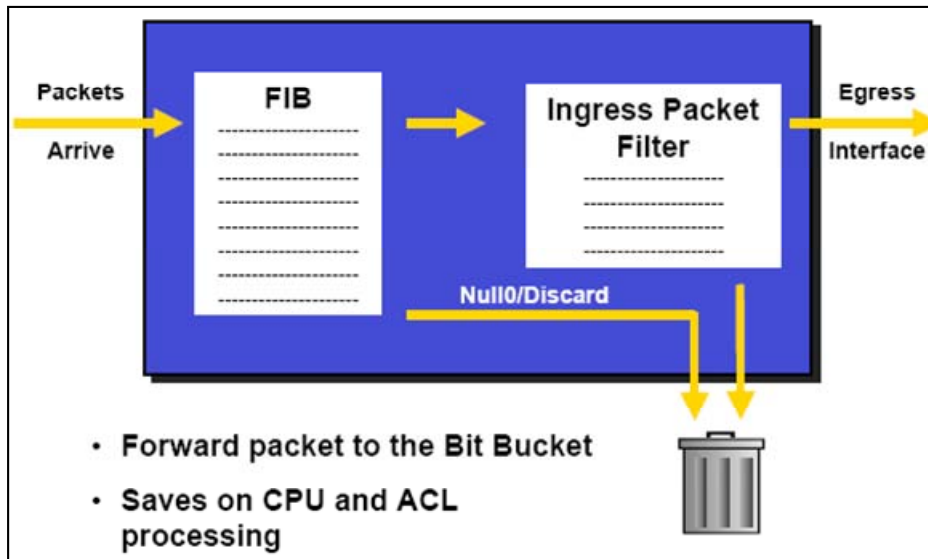 Packets
Arrive
FIB
Ingress Packet
Filter
Egress
Interface
Null0/Discard
• Forward packet to the Bit Bucket
• Saves on CPU and ACL
processing